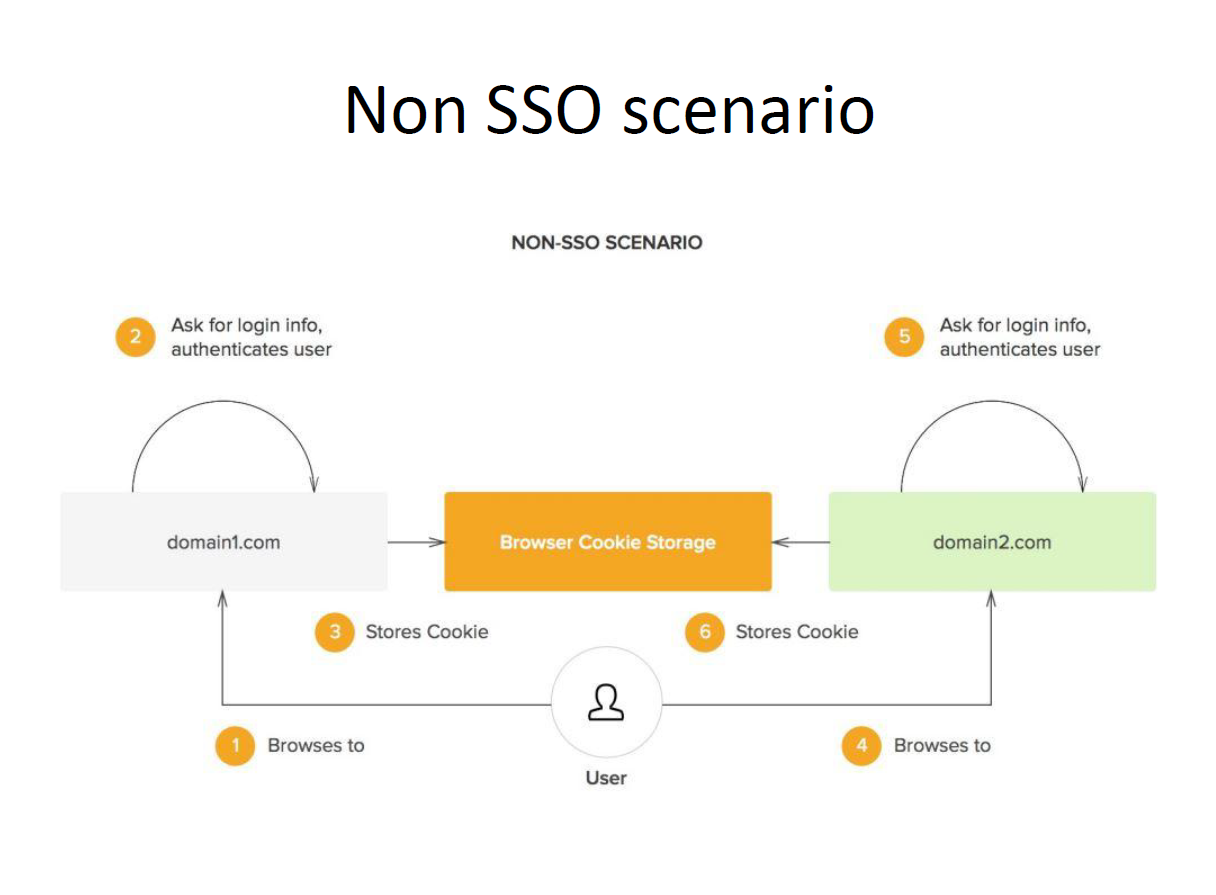 Non SSO scenario
NON-SSO SCENARIO
2
Ask for login info,
authenticates user
5
Ask for login info,
authenticates user
domain1.com
Browser Cookie Storage
domain2.com
3
Stores Cookie
6
Stores Cookie
1
Browses to
4
Browses to
User